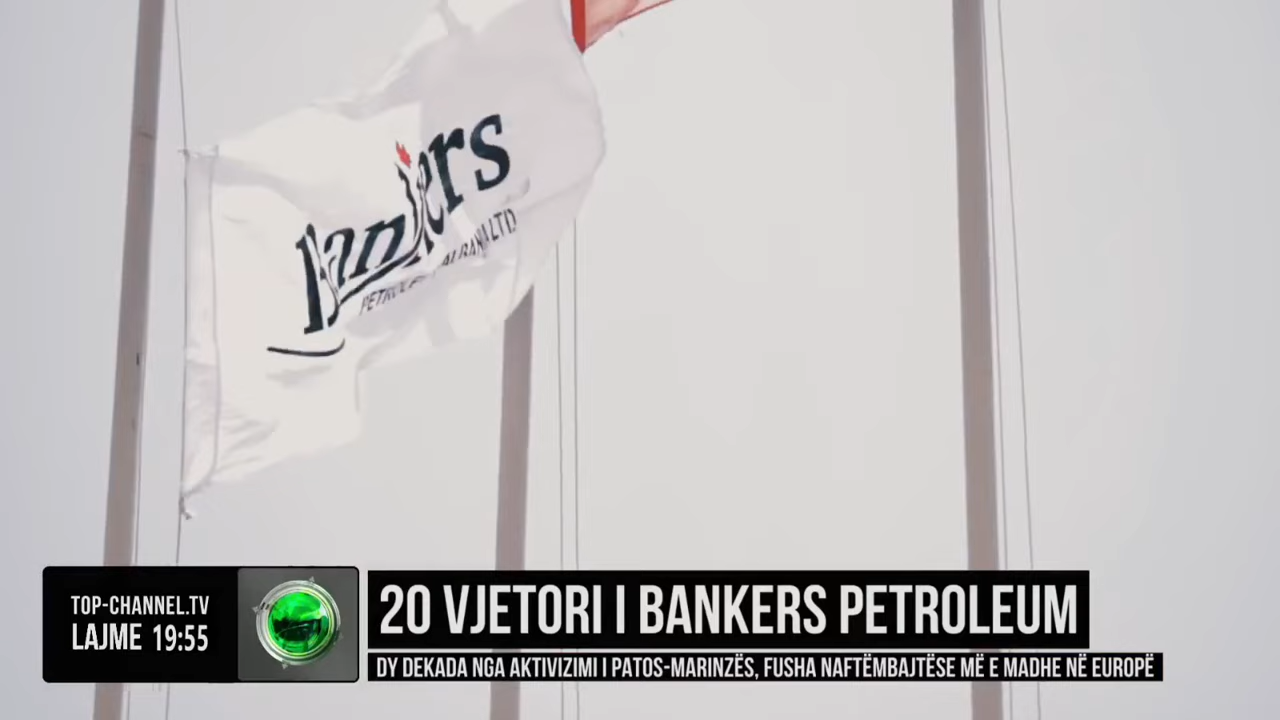 Bankers
PETROLEUM ALBANIA LTD
TOP-CHANNEL.TV
LAJME 19:55
20 VJETORI I BANKERS PETROLEUM
DY DEKADA NGA AKTIVIZIMI I PATOS-MARINZËS, FUSHA NAFTËMBAJTËSE MË E MADHE NË EUROPË